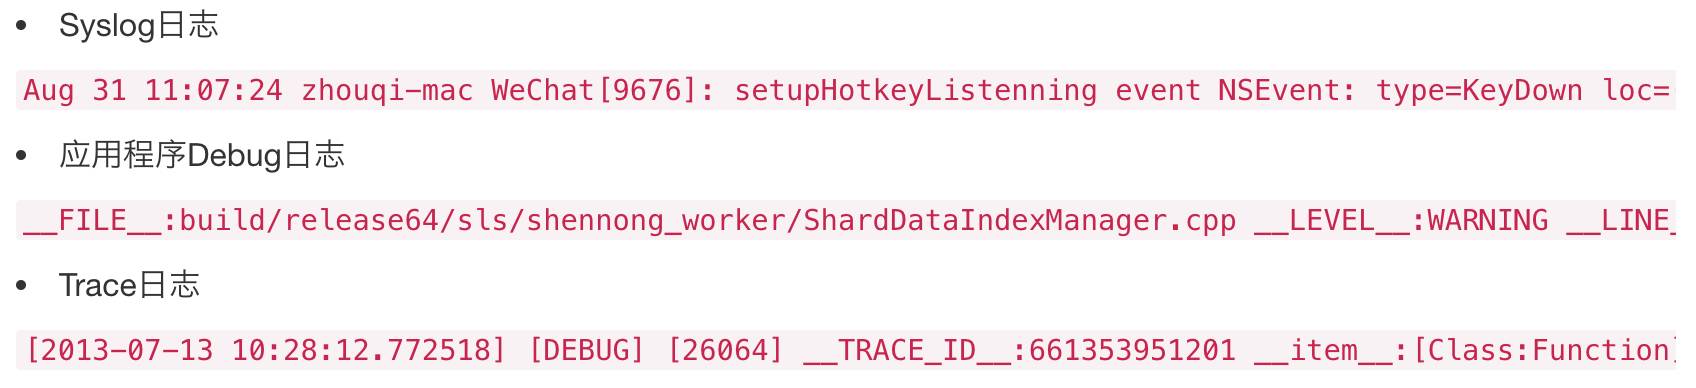 • Syslog日志
Aug 31 11:07:24 zhouqi-mac WeChat[9676]: setupHotkeyListenning event NSEvent: type=KeyDown loc=
• 应用程序Debug日志
__FILE__:build/release64/sls/shennong_worker/ShardDataIndexManager.cpp __LEVEL__:WARNING __LINE_
• Trace日志
[2013-07-13 10:28:12.772518] [DEBUG] [26064] __TRACE_ID__:661353951201 __item__:[Class:Function]